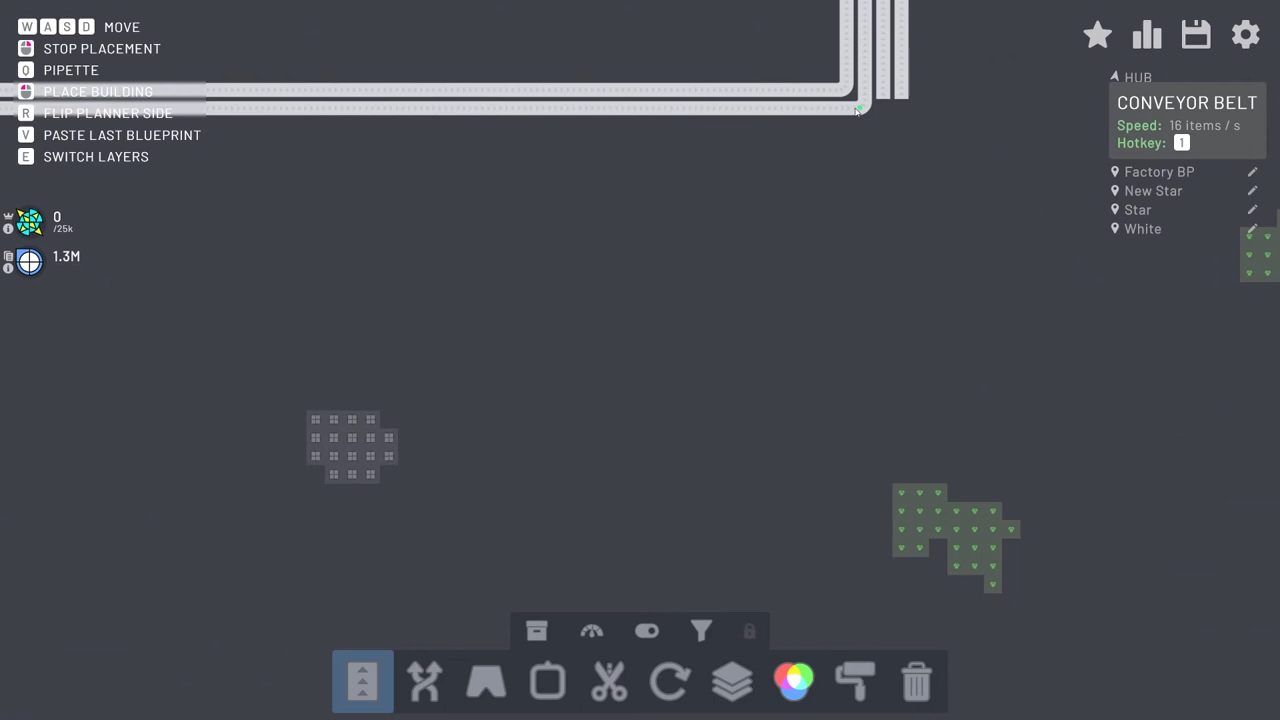 W A S D MOVE
STOP PLACEMENT
Q PIPETTE
PLACE BUILDING
R FLIP PLANNER SIDE
V PASTE LAST BLUEPRINT
E SWITCH LAYERS
0
/25k
1.3M
HUB
CONVEYOR BELT
Speed: 16 items / s
Hotkey: 1
Factory BP
New Star
Star
White